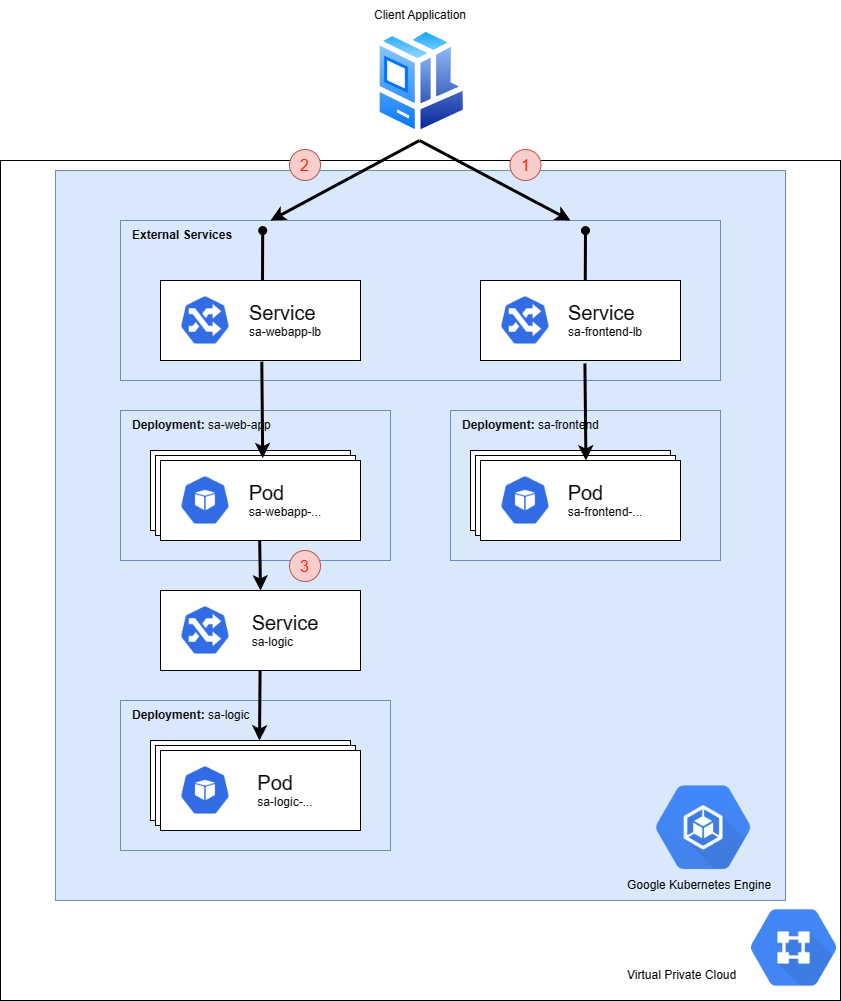 Client Application
2
1
External Services
Service
sa-webapp-lb
Service
sa-frontend-lb
Deployment: sa-web-app
Deployment: sa-frontend
Pod
sa-webapp-...
Pod
sa-frontend-...
3
Service
sa-logic
Deployment: sa-logic
Pod
sa-logic-...
Google Kubernetes Engine
Virtual Private Cloud